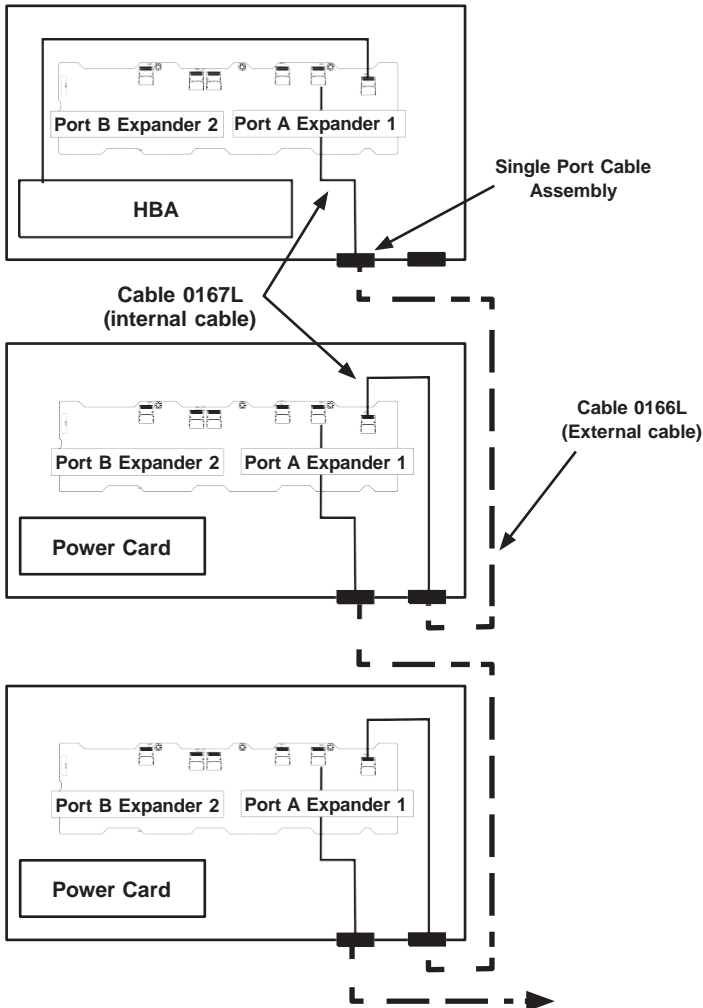 Port B Expander 2
Port A Expander 1
HBA
Single Port Cable
Assembly
Cable 0167L
(internal cable)
Port B Expander 2
Port A Expander 1
Power Card
Cable 0166L
(External cable)
Port B Expander 2
Port A Expander 1
Power Card